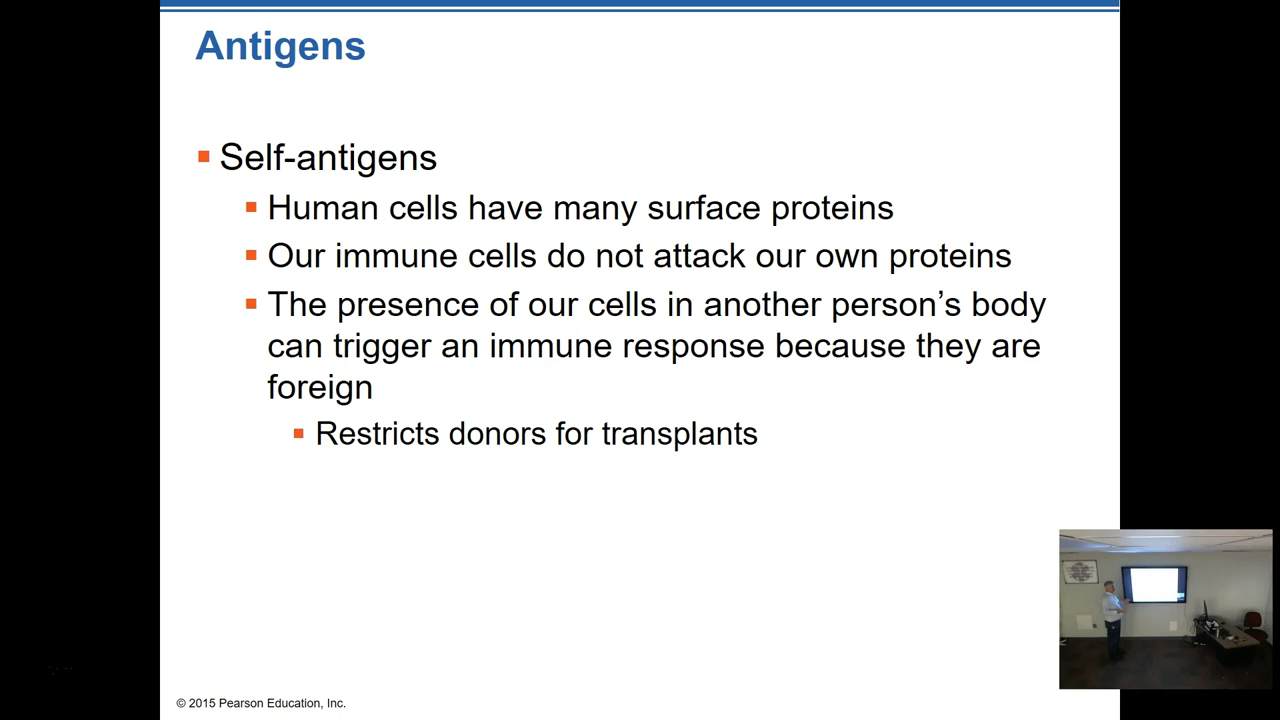 Antigens
Self-antigens
Human cells have many surface proteins
Our immune cells do not attack our own proteins
The presence of our cells in another person’s body
can trigger an immune response because they are
foreign
Restricts donors for transplants
© 2015 Pearson Education, Inc.